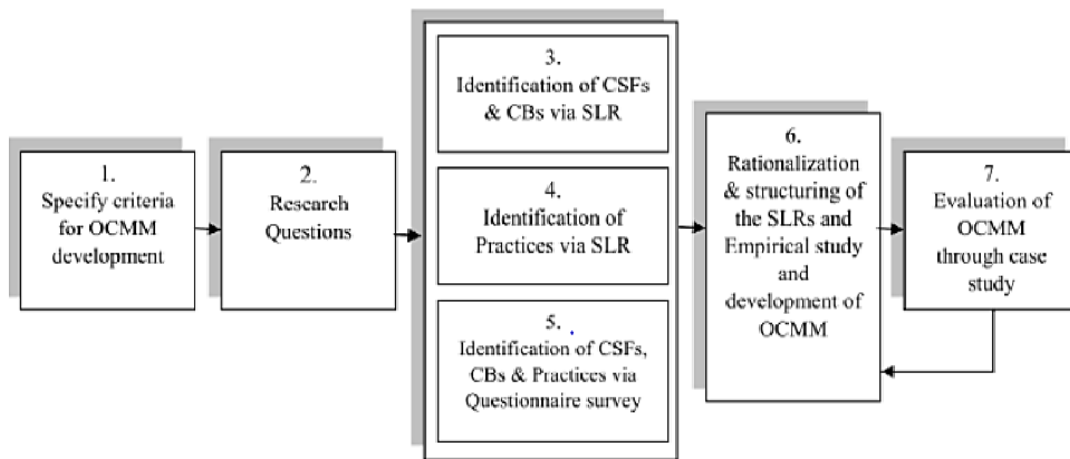 1.
Specify criteria
for OCMM
development
2.
Research
Questions
3.
Identification of CSFs
& CBs via SLR
4.
Identification of
Practices via SLR
5.
Identification of CSFs,
CBs & Practices via
Questionnaire survey
6.
Rationalization
& structuring of
the SLRs and
Empirical study
and
development of
OCMM
7.
Evaluation of
OCMM
through case
study